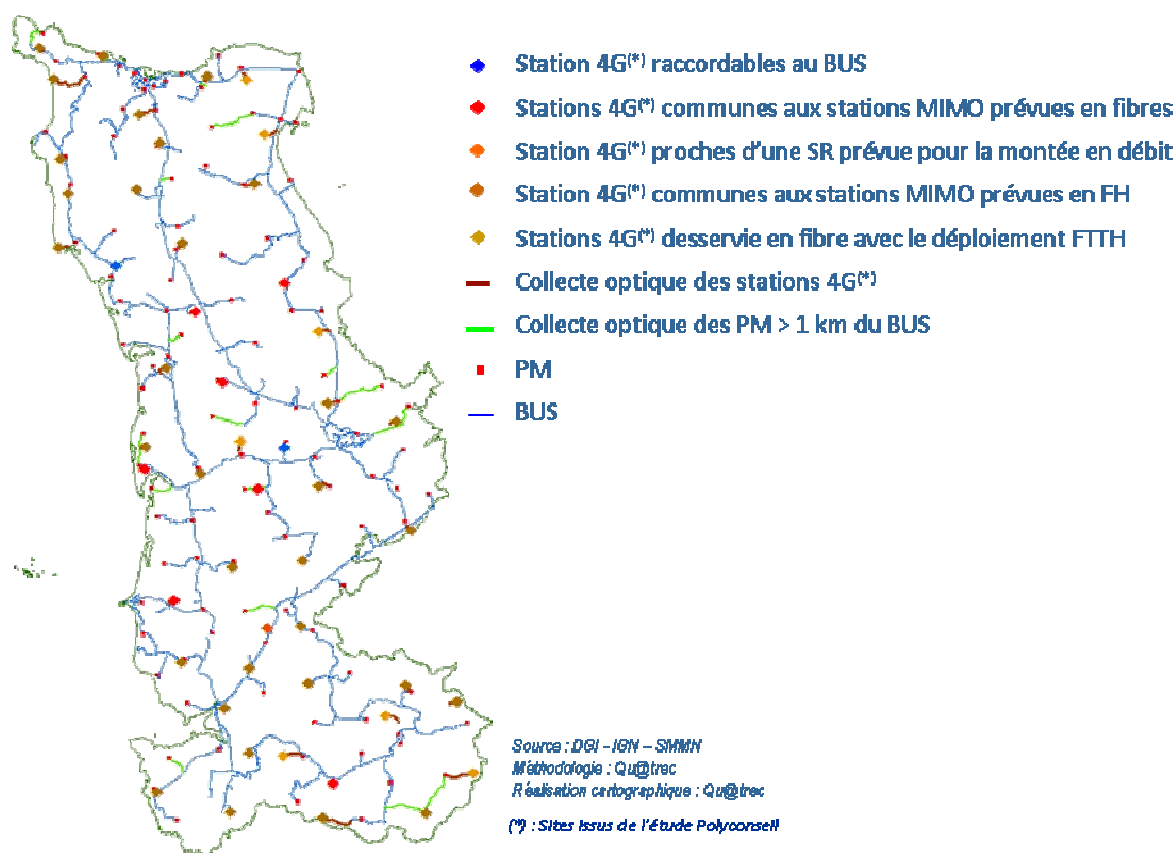 Station 4G(*) raccordables au BUS
Stations 4G(*) communes aux stations MIMO prévues en fibres
Station 4G(*) proches d'une SR prévue pour la montée en débit
Station 4G(*) communes aux stations MIMO prévues en FH
Stations 4G(*) desservie en fibre avec le déploiement FTTH
Collecte optique des stations 4G(*)
Collecte optique des PM > 1 km du BUS
PM
BUS
Source : DGI - IGN - SMMN
Méthodologie : Qu@trec
Réalisation cartographique : Qu@trec
(*) : Sites issus de l'étude Polyconseil